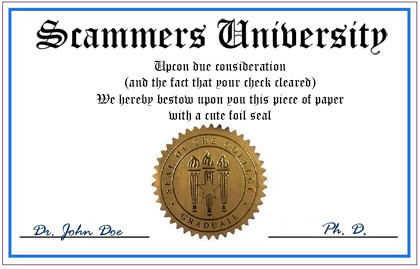 Scammers University
Upcon due consideration
(and the fact that your check cleared)
We hereby bestow upon you this piece of paper
with a cute foil seal
SEAL OF THE COLLEGE
GRADUATE
Dr. John Doe
Ph. D.